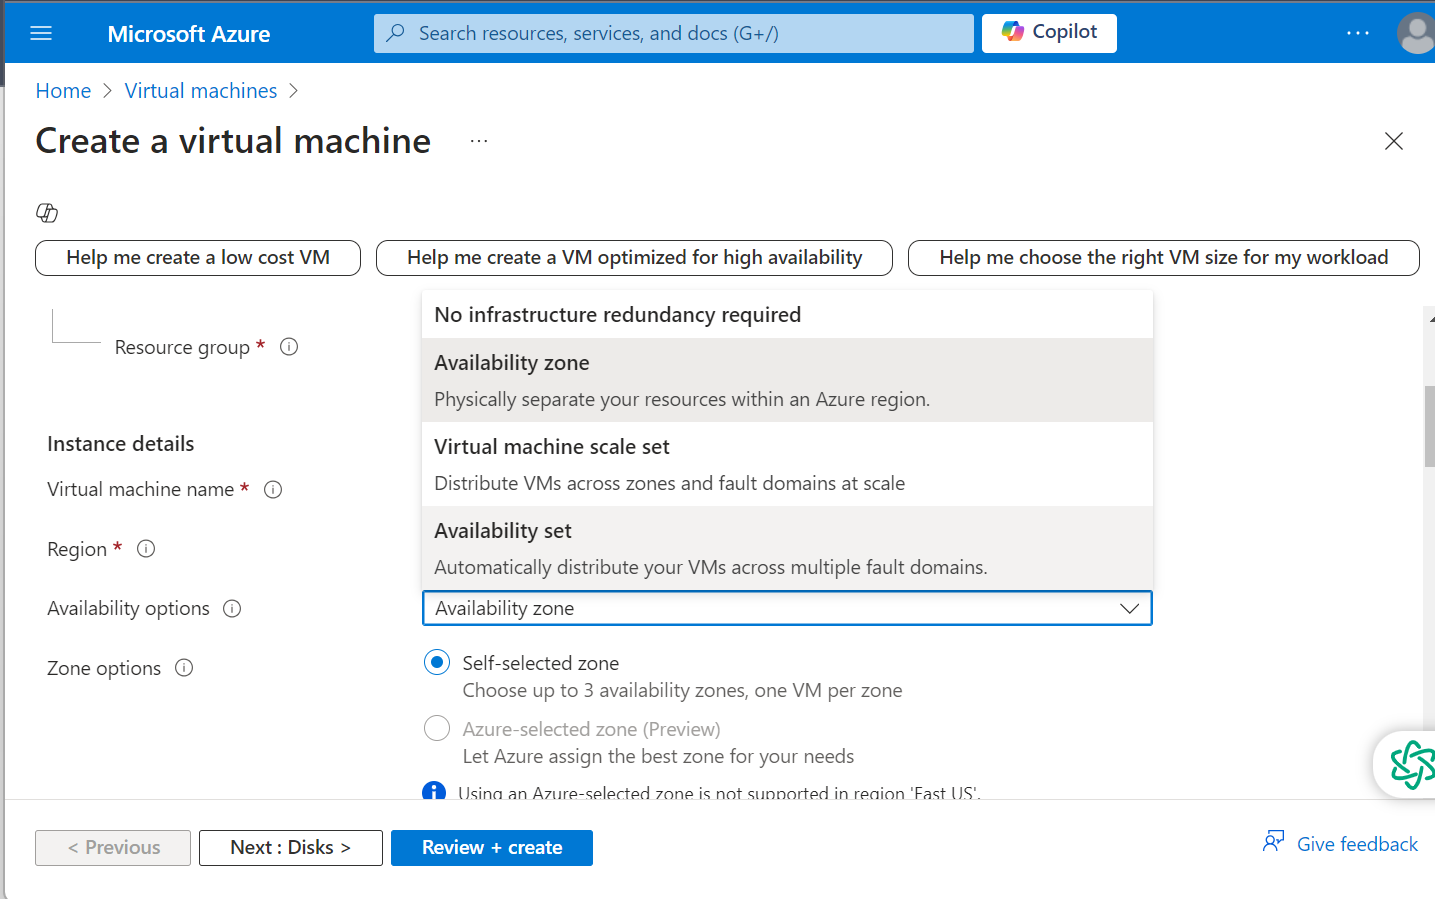 Microsoft Azure
Search resources, services, and docs (G+/)
Copilot
Home > Virtual machines >
Create a virtual machine
Help me create a low cost VM
Help me create a VM optimized for high availability
Help me choose the right VM size for my workload
No infrastructure redundancy required
Resource group *
Availability zone
Physically separate your resources within an Azure region.
Instance details
Virtual machine scale set
Virtual machine name *
Distribute VMs across zones and fault domains at scale
Availability set
Region *
Automatically distribute your VMs across multiple fault domains.
Availability options
Availability zone
Zone options
Self-selected zone
Choose up to 3 availability zones, one VM per zone
Azure-selected zone (Preview)
Let Azure assign the best zone for your needs
Using an Azure-selected zone is not supported in region 'East US'.
< Previous
Next : Disks >
Review + create
Give feedback